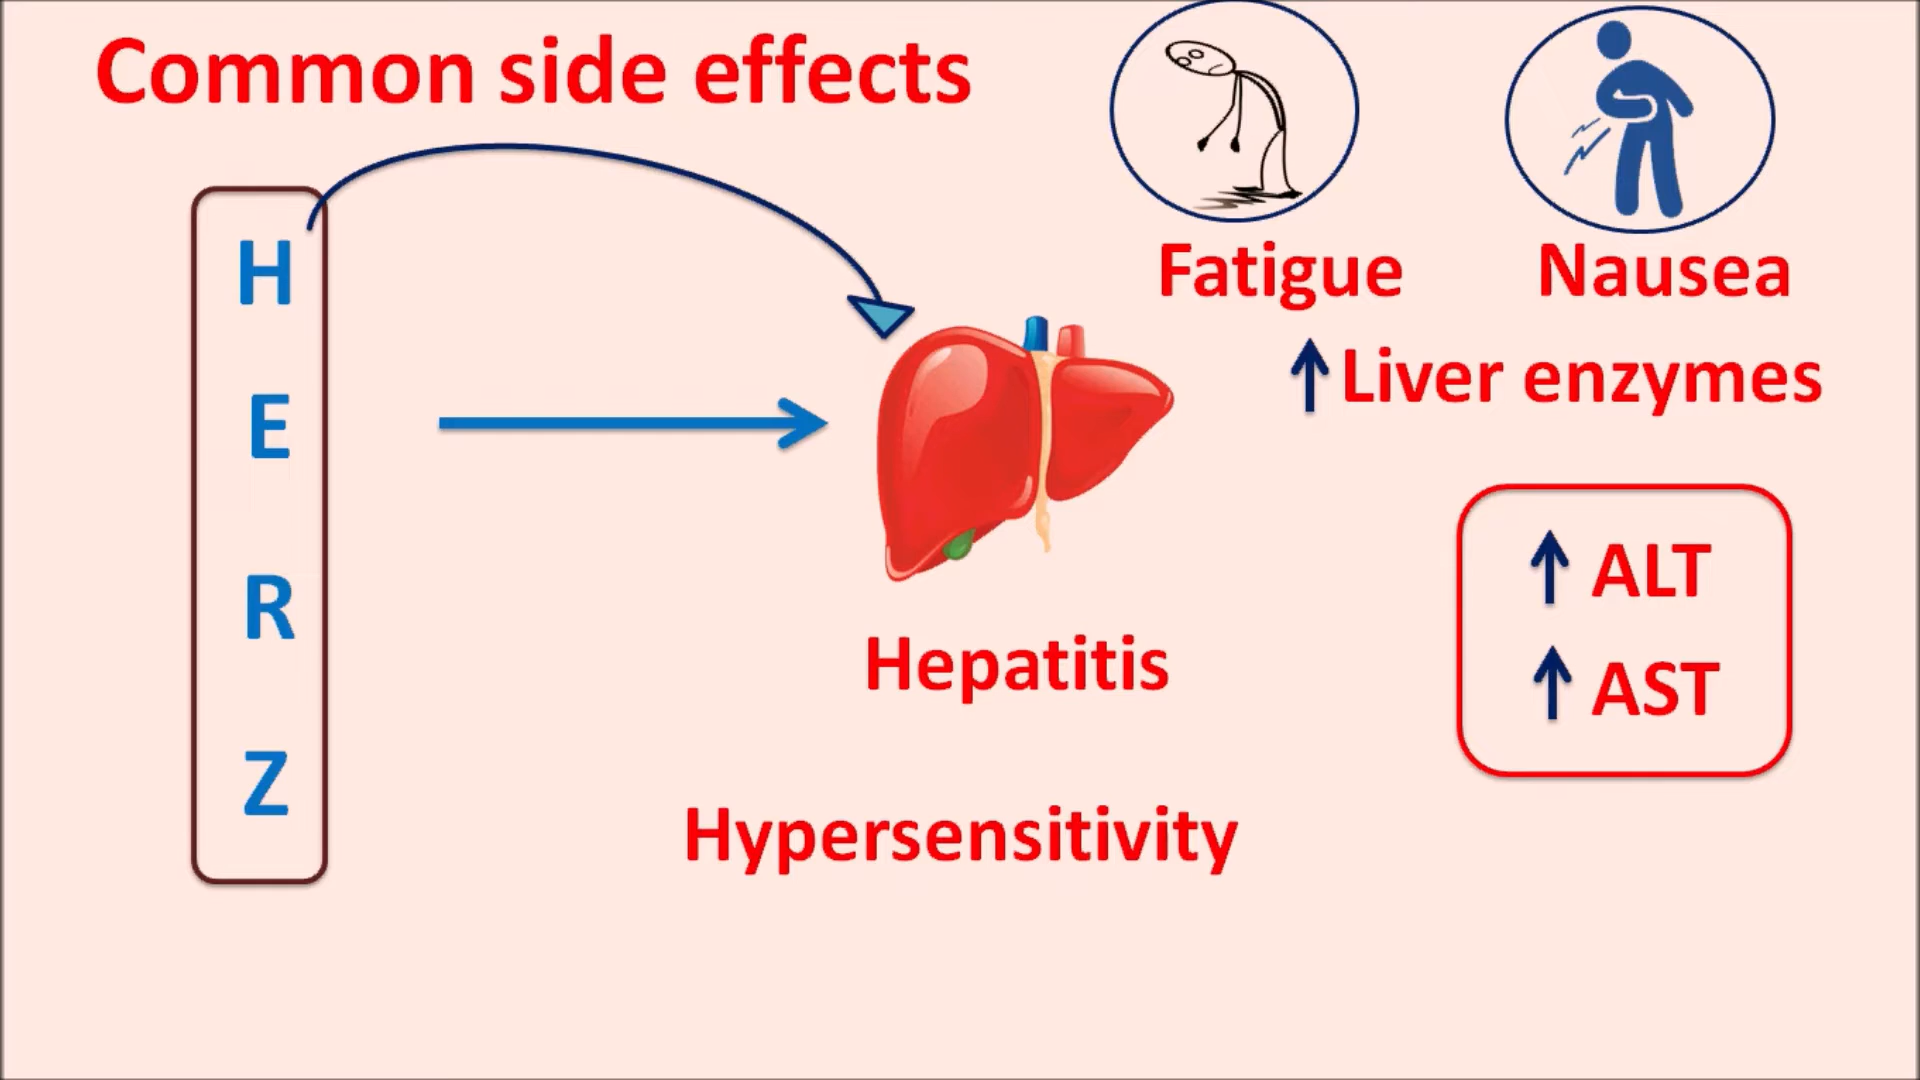 Common side effects
H
E
R
Z
Fatigue
Nausea
↑ Liver enzymes
↑ ALT
↑ AST
Hepatitis
Hypersensitivity